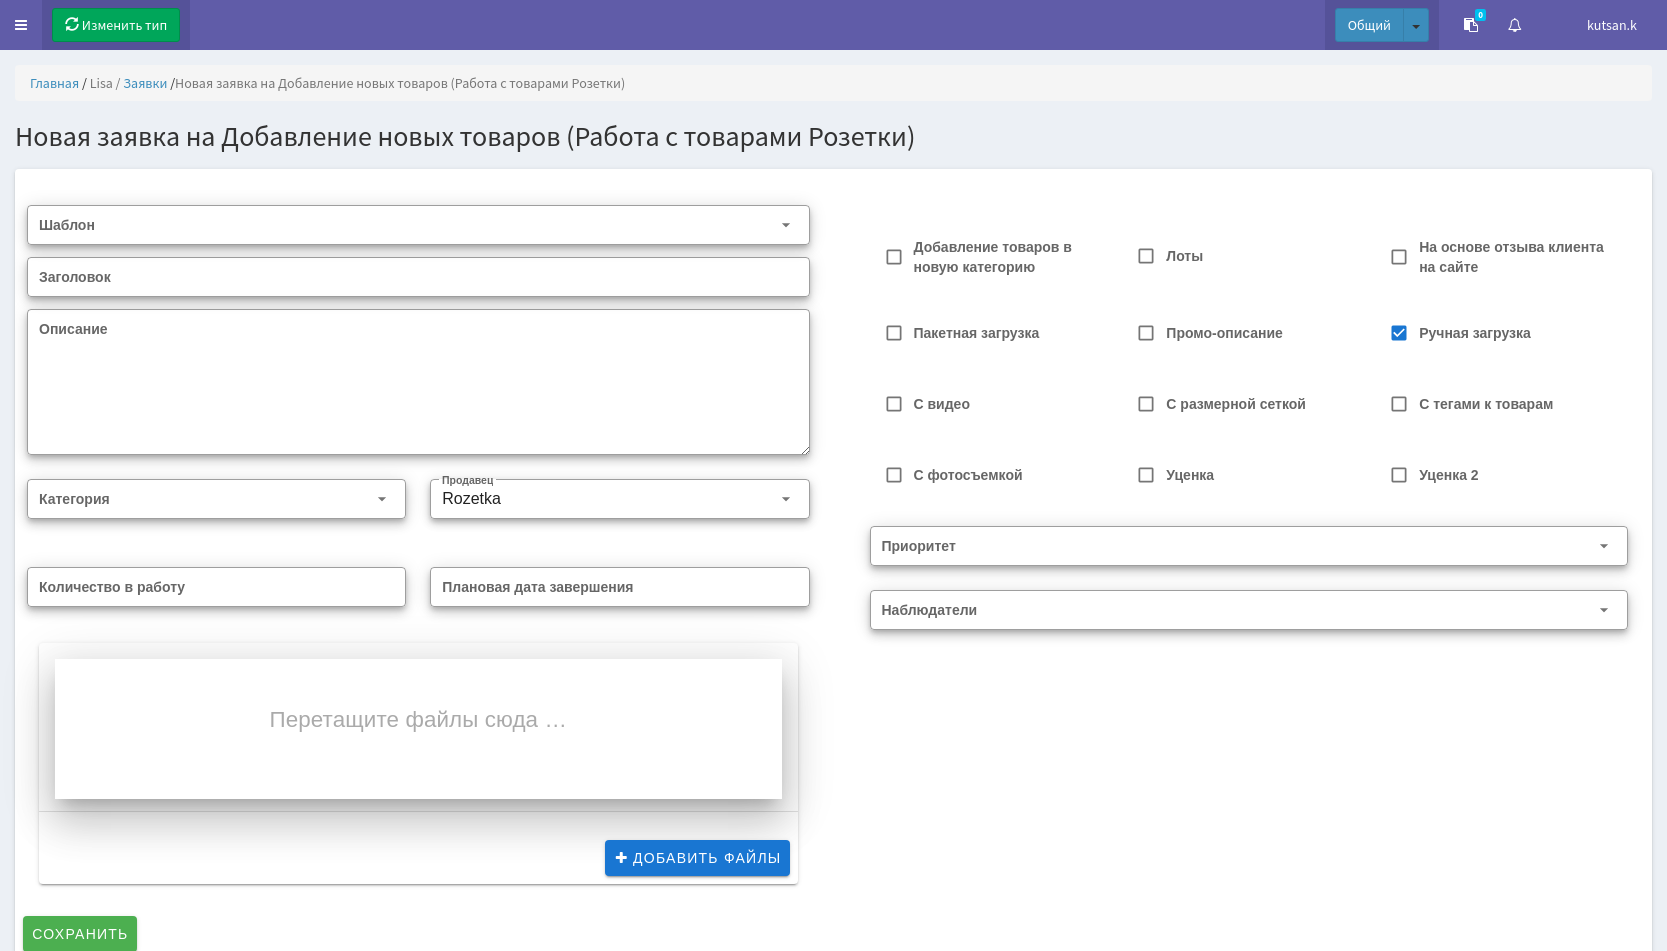 Изменить тип
Общий
0
kutsan.k
Главная / Lisa / Заявки /Новая заявка на Добавление новых товаров (Работа с товарами Розетки)
Новая заявка на Добавление новых товаров (Работа с товарами Розетки)
Шаблон
Заголовок
Описание
Категория
Продавец
Rozetka
Количество в работу
Плановая дата завершения
Перетащите файлы сюда …
ДОБАВИТЬ ФАЙЛЫ
СОХРАНИТЬ
Добавление товаров в
новую категорию
Лоты
На основе отзыва клиента
на сайте
Пакетная загрузка
Промо-описание
Ручная загрузка
С видео
С размерной сеткой
С тегами к товарам
С фотосъемкой
Уценка
Уценка 2
Приоритет
Наблюдатели